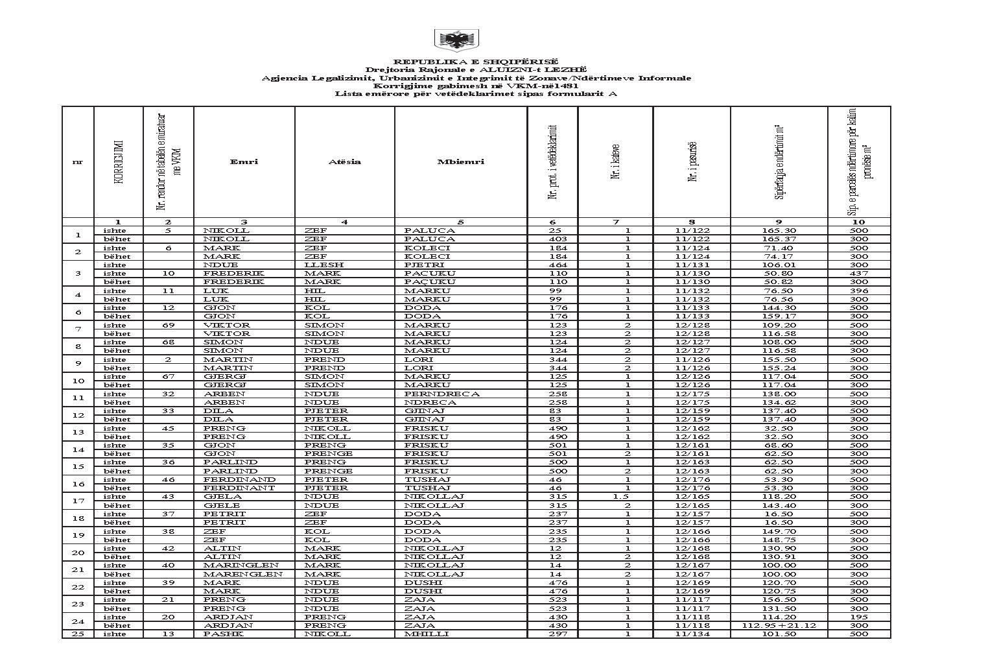 REPUBLIKA E SHQIPËRISË
Drejtoria Rajonale e ALUIZNI-t LEZHË
Agjencia Legalizimit, Urbanizimit e Integrimit të Zonave/Ndërtimeve Informale
Korrigjime gabimesh në VKM-në1481
Lista emërore për vetëdeklarimet sipas formularit A
nr KORRIGJIMI Nr. rendor në tabelën e miratuar me VKM Emri Atësia Mbiemri Nr. prot. i vetëdeklarimit Nr. i kateve Nr. i pasurisë Sipërfaqja e ndërtimit m² Sip. e parcelës ndërtimore për kalim pronësie m²
1 2 3 4 5 6 7 8 9 10
1 ishte 5 NIKOLL ZEF PALUCA 25 1 11/122 165.30 500
bëhet NIKOLL ZEF PALUCA 403 1 11/122 165.37 300
2 ishte 6 MARK ZEF KOLECI 184 1 11/124 71.40 500
bëhet MARK ZEF KOLECI 184 1 11/124 74.17 300
3 ishte NDUE LLESH PJETRI 464 1 11/131 106.01 300
ishte 10 FREDERIK MARK PACUKU 110 1 11/130 50.80 437
bëhet FREDERIK MARK PAÇUKU 110 1 11/130 50.82 300
4 ishte 11 LUK HIL MARKU 99 1 11/132 76.50 396
bëhet LUK HIL MARKU 99 1 11/132 76.56 300
6 ishte 12 GJON KOL DODA 176 1 11/133 144.30 500
bëhet GJON KOL DODA 176 1 11/133 159.17 300
7 ishte 69 VIKTOR SIMON MARKU 123 2 12/128 109.20 500
bëhet VIKTOR SIMON MARKU 123 2 12/128 116.58 300
8 ishte 68 SIMON NDUE MARKU 124 2 12/127 108.00 500
bëhet SIMON NDUE MARKU 124 2 12/127 116.58 300
9 ishte 2 MARTIN PREND LORI 344 2 11/126 155.50 500
bëhet MARTIN PREND LORI 344 2 11/126 155.24 300
10 ishte 67 GJERGJ SIMON MARKU 125 1 12/126 117.04 500
bëhet GJERGJ SIMON MARKU 125 1 12/126 117.04 300
11 ishte 32 ARBEN NDUE PERNDRECA 258 1 12/175 138.00 500
bëhet ARBEN NDUE NDRECA 258 1 12/175 134.62 300
12 ishte 33 DILA PJETER GJINAJ 83 1 12/159 137.40 500
bëhet DILA PJETER GJINAJ 83 1 12/159 137.40 300
13 ishte 45 PRENG NIKOLL FRISKU 490 1 12/162 32.50 500
bëhet PRENG NIKOLL FRISKU 490 1 12/162 32.50 300
14 ishte 35 GJON PRENG FRISKU 501 1 12/161 68.60 500
bëhet GJON PRENGE FRISKU 501 2 12/161 62.50 300
15 ishte 36 PARLIND PRENG FRISKU 500 1 12/163 62.50 500
bëhet PARLIND PRENGE FRISKU 500 2 12/163 62.50 300
16 ishte 46 FERDINAND PJETER TUSHAJ 46 1 12/176 53.30 500
bëhet FERDINANT PJETER TUSHAJ 46 1 12/176 53.30 300
17 ishte 43 GJELA NDUE NIKOLLAJ 315 1.5 12/165 118.20 500
bëhet GJELE NDUE NIKOLLAJ 315 2 12/165 143.40 300
18 ishte 37 PETRIT ZEF DODA 237 1 12/157 16.50 500
bëhet PETRIT ZEF DODA 237 1 12/157 16.50 300
19 ishte 38 ZEF KOL DODA 235 1 12/166 149.70 500
bëhet ZEF KOL DODA 235 1 12/166 148.75 300
20 ishte 42 ALTIN MARK NIKOLLAJ 12 1 12/168 130.90 500
bëhet ALTIN MARK NIKOLLAJ 12 2 12/168 130.91 300
21 ishte 40 MARINGLEN MARK NIKOLLAJ 14 2 12/167 100.00 500
bëhet MARENGLEN MARK NIKOLLAJ 14 2 12/167 100.00 300
22 ishte 39 MARK NDUE DUSHI 476 1 12/169 120.70 500
bëhet MARK NDUE DUSHI 476 1 12/169 120.75 300
23 ishte 21 PRENG NDUE ZAJA 523 1 11/117 156.50 500
bëhet PRENG NDUE ZAJA 523 1 11/117 131.50 300
24 ishte 20 ARDJAN PRENG ZAJA 430 1 11/118 114.20 195
bëhet ARDJAN PRENG ZAJA 430 1 11/118 112.95+21.12 300
25 ishte 13 PASHK NIKOLL MHILLI 297 1 11/134 101.50 500